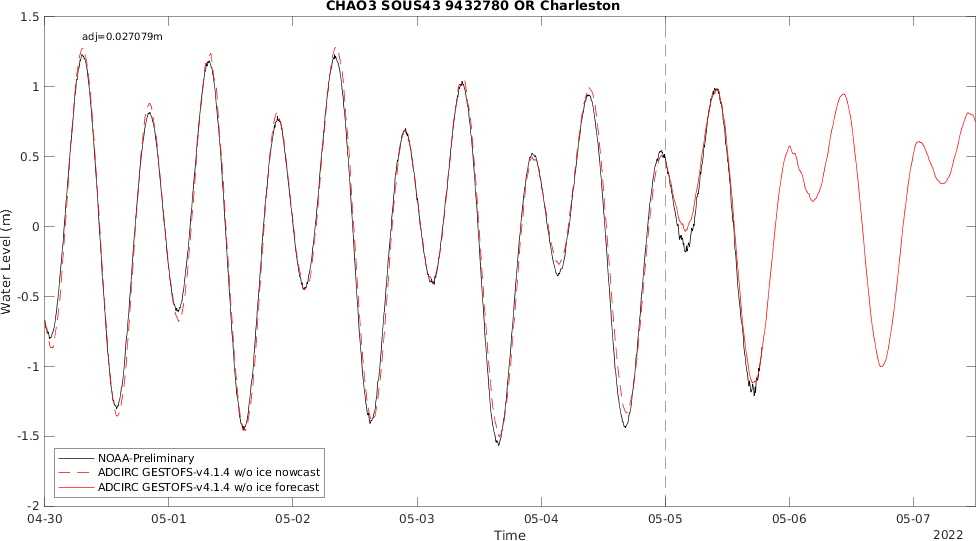 CHAO3 SOUS43 9432780 OR Charleston
adj=0.027079m
1.5
1
0.5
0
-0.5
-1
-1.5
-2
Water Level (m)
NOAA-Preliminary
ADCIRC GESTOFS-v4.1.4 w/o ice nowcast
ADCIRC GESTOFS-v4.1.4 w/o ice forecast
04-30 05-01 05-02 05-03 05-04 05-05 05-06 05-07
Time
2022